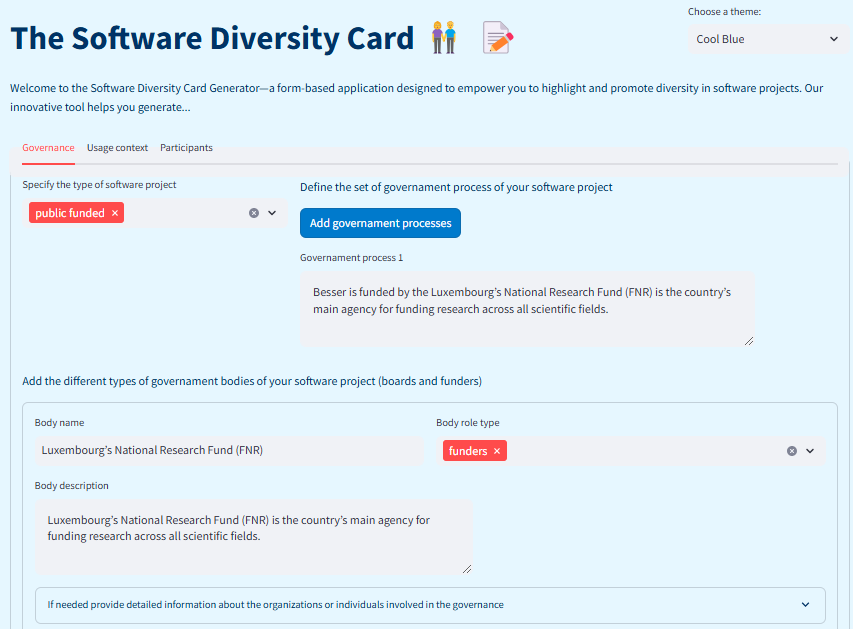 Choose a theme:
The Software Diversity Card
Cool Blue
Welcome to the Software Diversity Card Generator—a form-based application designed to empower you to highlight and promote diversity in software projects. Our
innovative tool helps you generate...
Governance Usage context Participants
Specify the type of software project
public funded ×
Define the set of governament process of your software project
Add governament processes
Governament process 1
Besser is funded by the Luxembourg's National Research Fund (FNR) is the country's
main agency for funding research across all scientific fields.
Add the different types of governament bodies of your software project (boards and funders)
Body name
Luxembourg's National Research Fund (FNR)
Body role type
funders ×
Body description
Luxembourg's National Research Fund (FNR) is the country's main agency for
funding research across all scientific fields.
If needed provide detailed information about the organizations or individuals involved in the governance